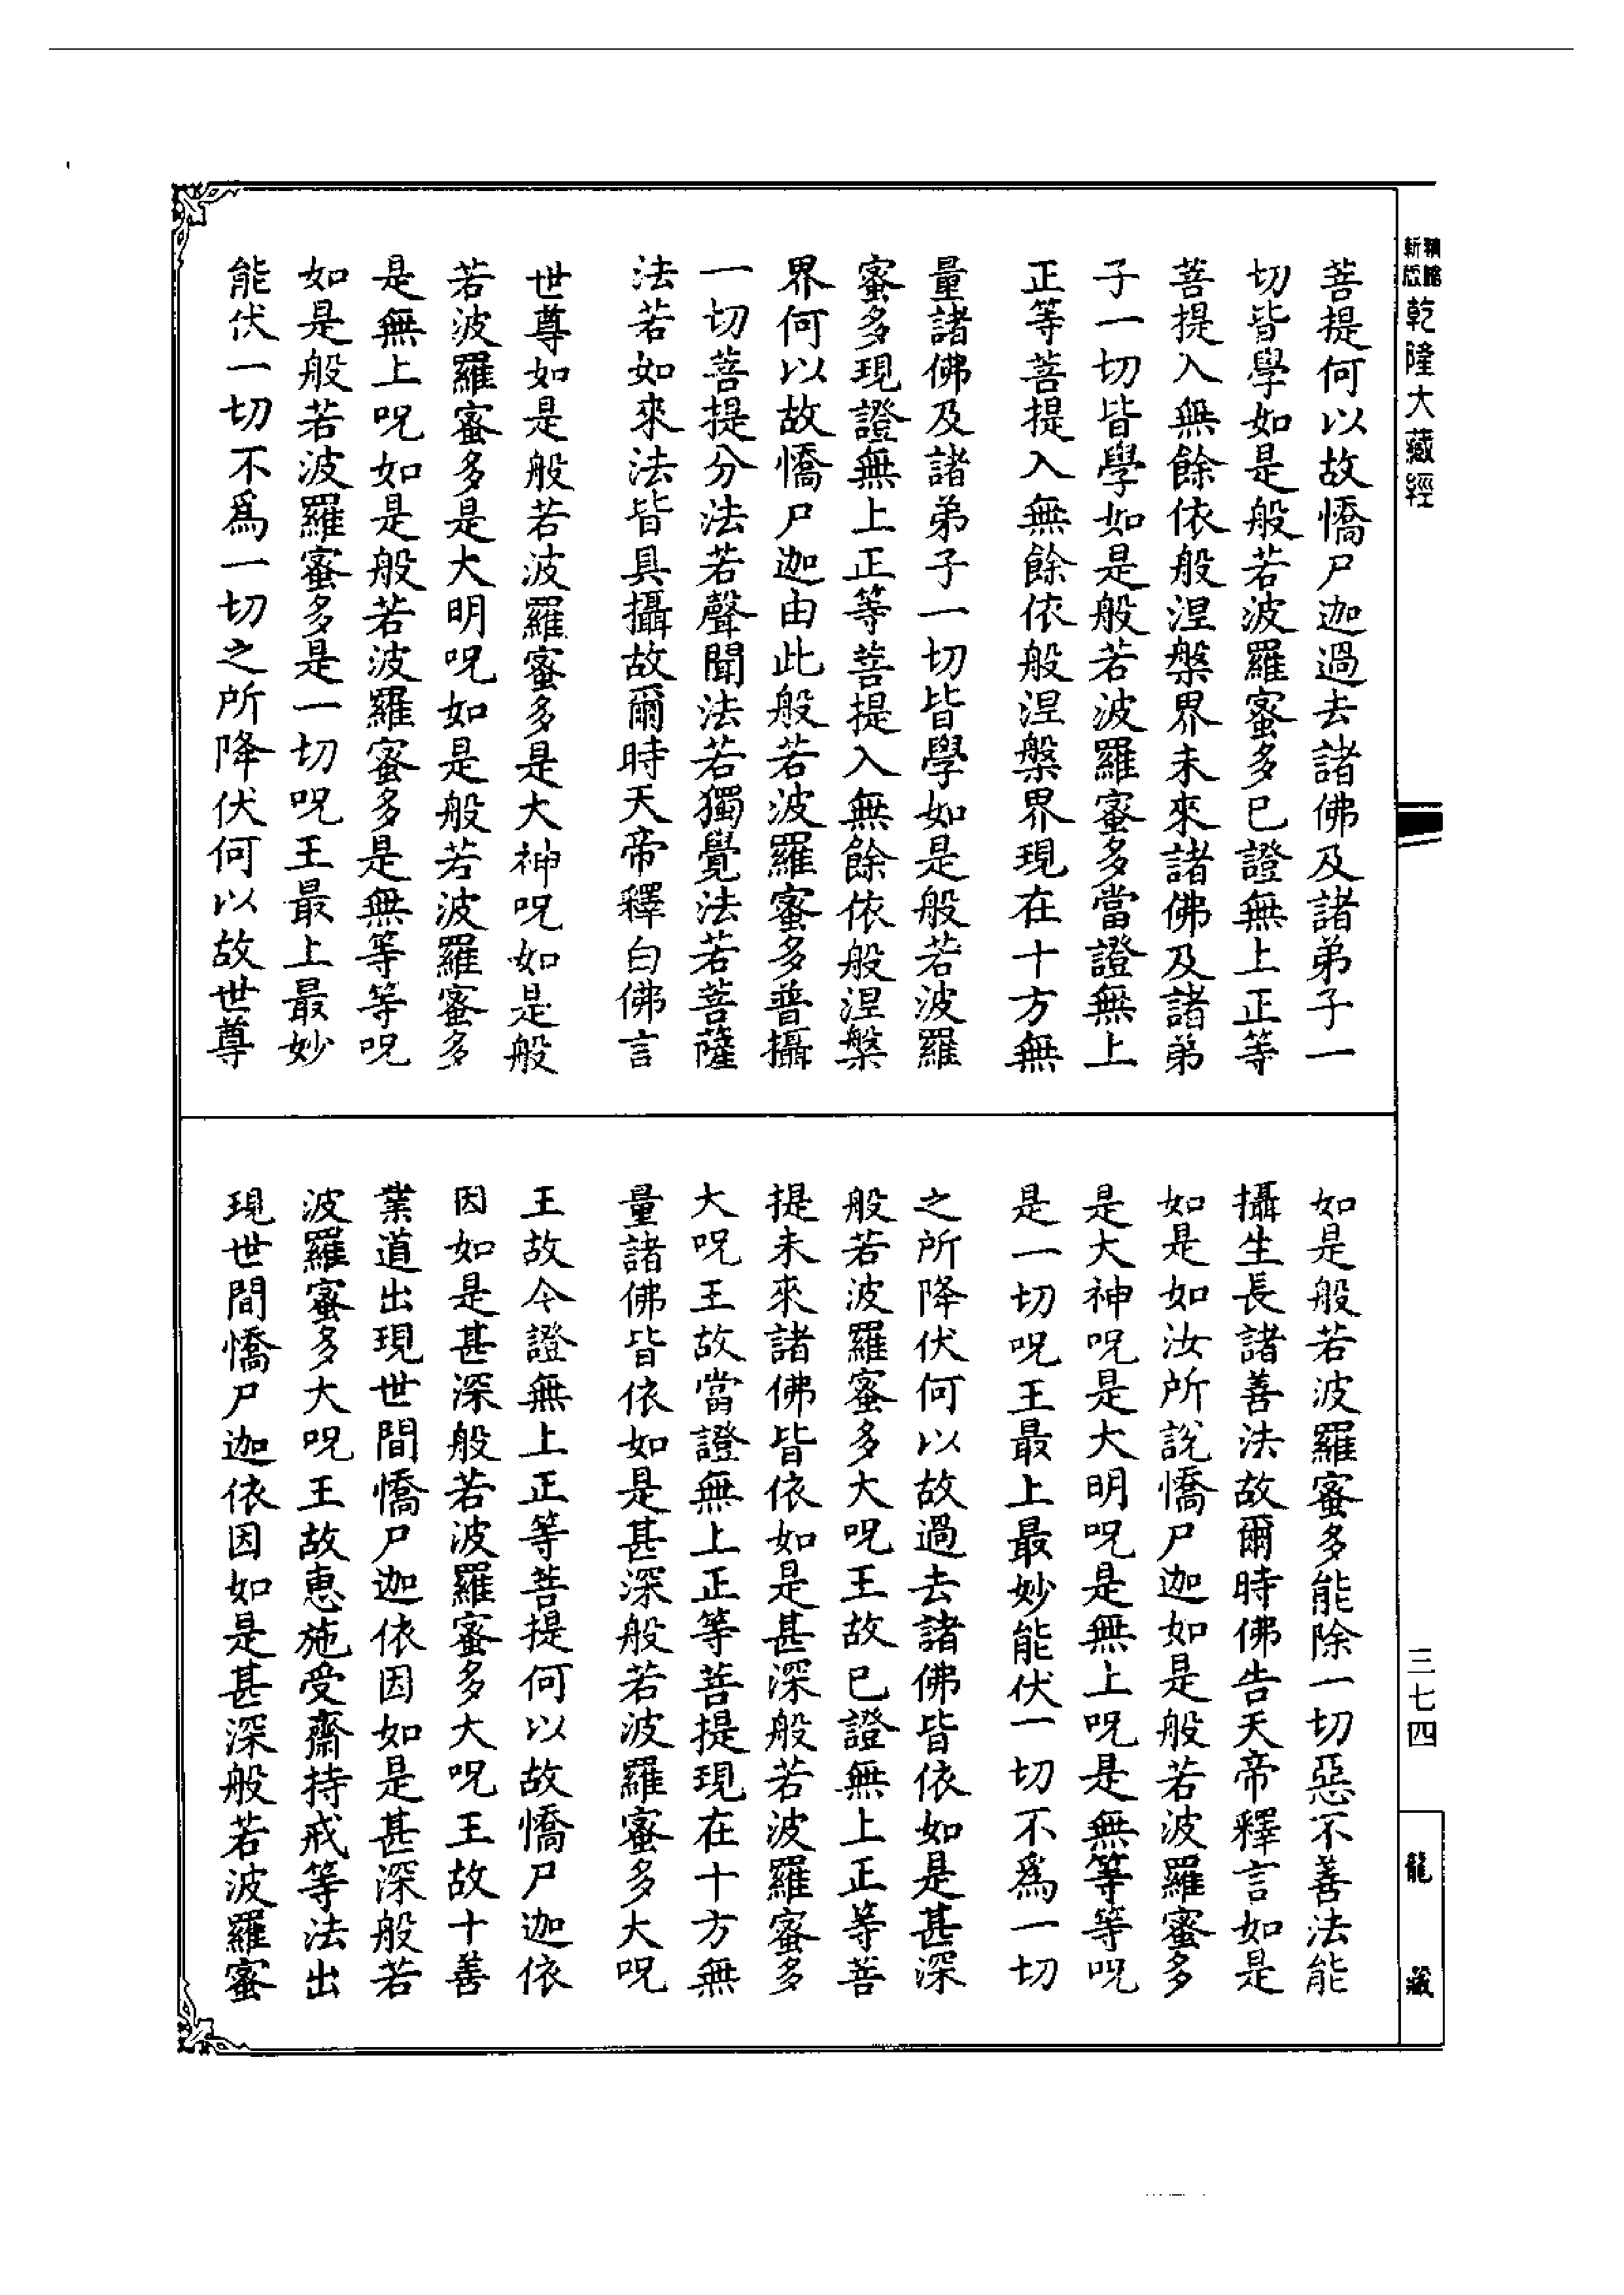 精缩
新版
乾隆大藏經
三七四
龍藏
菩提何以故憍尸迦過去諸佛及諸弟子一
切皆學如是般若波羅蜜多已證無上正等
菩提入無餘依般涅槃界未來諸佛及諸弟
子一切皆學如是般若波羅蜜多當證無上
正等菩提入無餘依般涅槃界現在十方無
量諸佛及諸弟子一切皆學如是般若波羅
蜜多現證無上正等菩提入無餘依般涅槃
界何以故憍尸迦由此般若波羅蜜多普攝
一切菩提分法若聲聞法若獨覺法若菩薩
法若如來法皆具攝故爾時天帝釋白佛言
世尊如是般若波羅蜜多是大神呪如是般
若波羅蜜多是大明呪如是般若波羅蜜多
是無上呪如是般若波羅蜜多是無等等呪
如是般若波羅蜜多是一切呪王最上最妙
能伏一切不爲一切之所降伏何以故世尊
如是般若波羅蜜多能除一切惡不善法能
攝生長諸善法故爾時佛告天帝釋言如是
如是如汝所說憍尸迦如是般若波羅蜜多
是大神呪是大明呪是無上呪是無等等呪
是一切呪王最上最妙能伏一切不爲一切
之所降伏何以故過去諸佛皆依如是甚深
般若波羅蜜多大呪王故已證無上正等菩
提未來諸佛皆依如是甚深般若波羅蜜多
大呪王故當證無上正等菩提現在十方無
量諸佛皆依如是甚深般若波羅蜜多大呪
王故今證無上正等菩提何以故憍尸迦依
因如是甚深般若波羅蜜多大呪王故十善
業道出現世間憍尸迦依因如是甚深般若
波羅蜜多大呪王故惠施受齋持戒等法出
現世間憍尸迦依因如是甚深般若波羅蜜